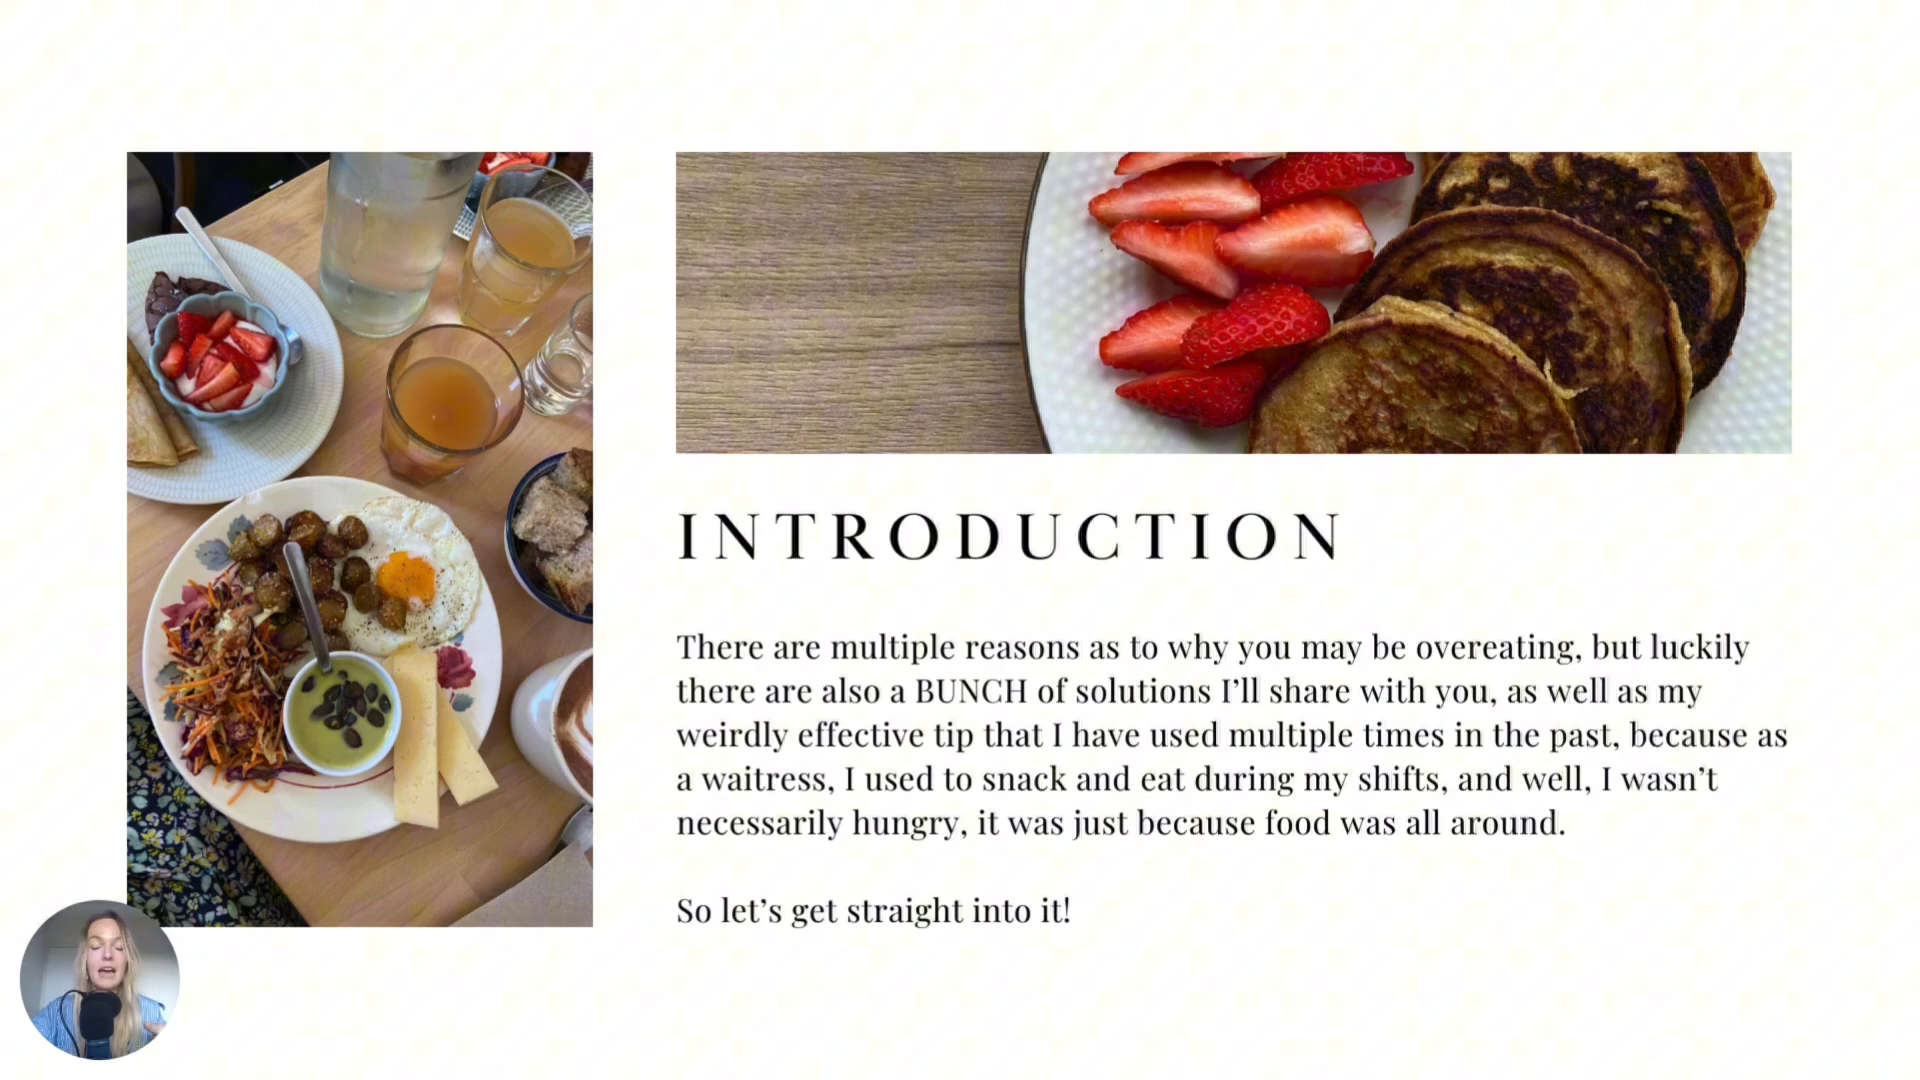 INTRODUCTION
There are multiple reasons as to why you may be overeating, but luckily
there are also a BUNCH of solutions I’ll share with you, as well as my
weirdly effective tip that I have used multiple times in the past, because as
a waitress, I used to snack and eat during my shifts, and well, I wasn’t
necessarily hungry, it was just because food was all around.
So let’s get straight into it!